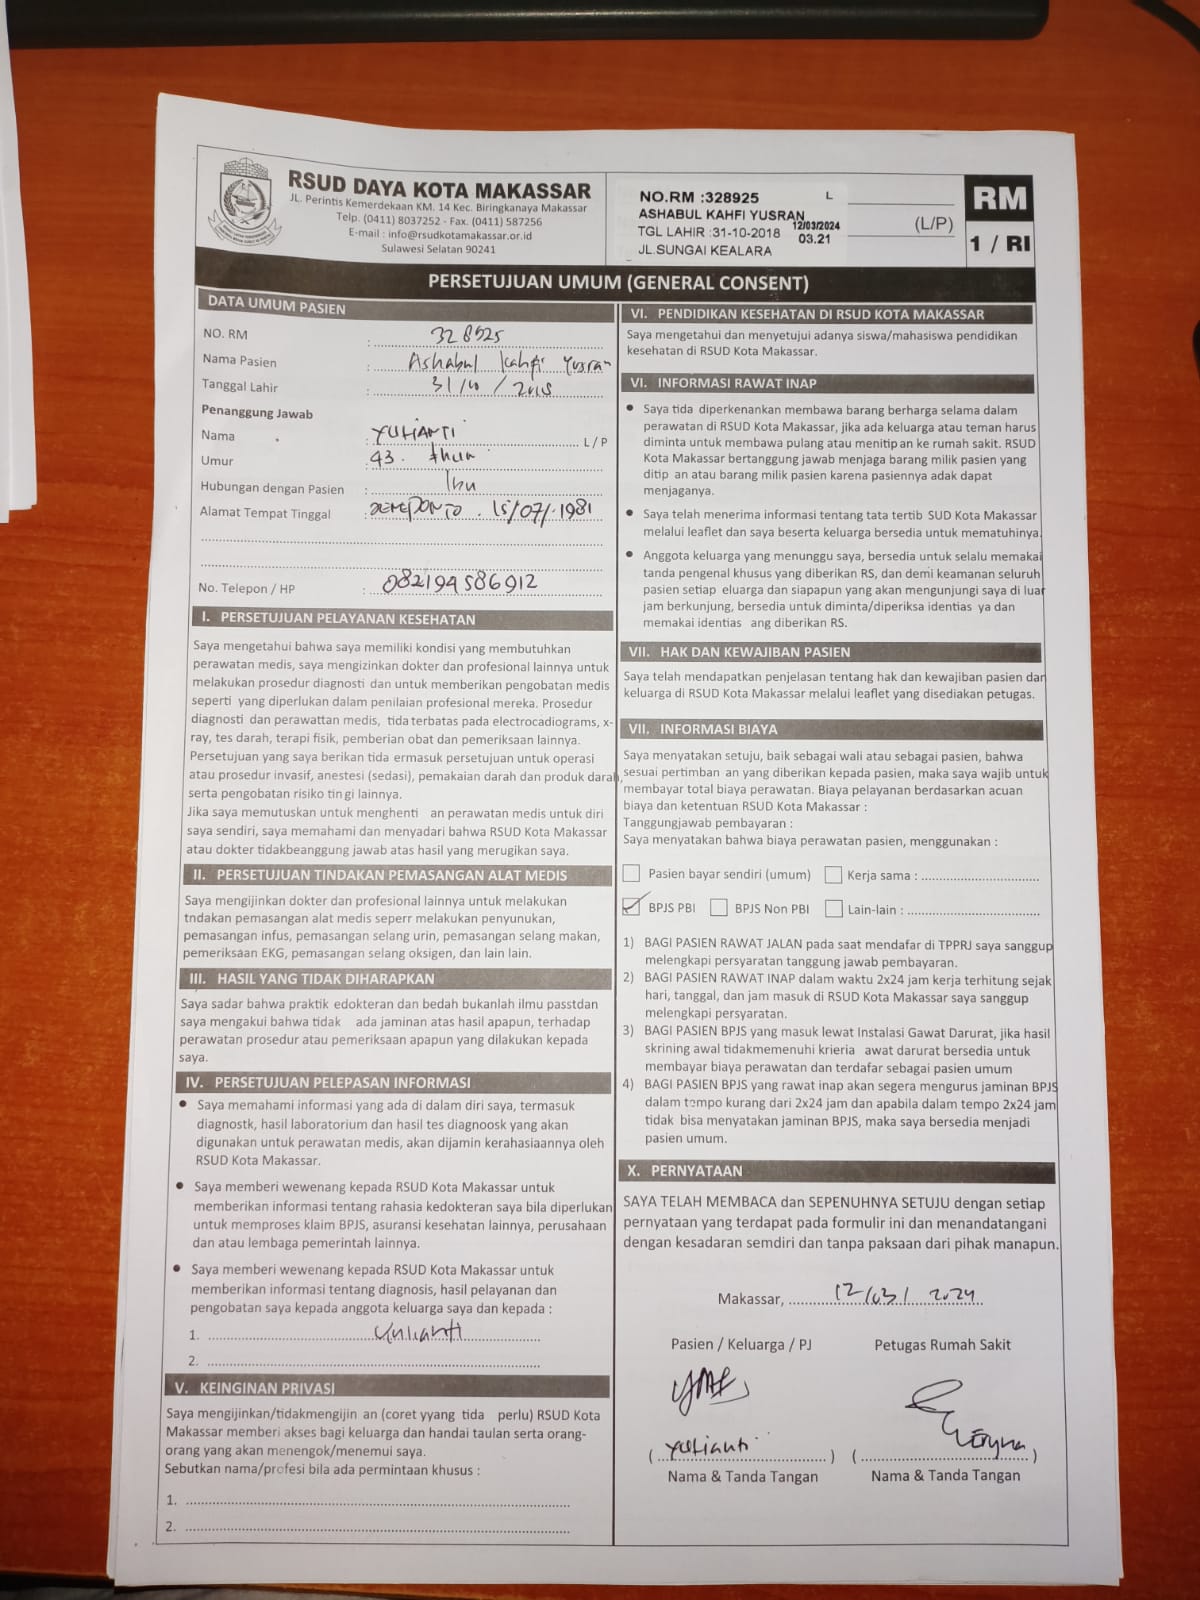 RSUD DAYA KOTA MAKASSAR
JL. Perintis Kemerdekaan KM. 14 Kec. Biringkanaya Makassar
Telp. (0411) 8037252 - Fax. (0411) 587256
E-mail : info@rsudkotamakassar.or.id
Sulawesi Selatan 90241
NO.RM :328925 L
ASHABUL KAHFI YUSRAN
TGL LAHIR :31-10-2018 12/03/2024
JL.SUNGAI KEALARA 03.21
(L/P)
RM
1 / RI
PERSETUJUAN UMUM (GENERAL CONSENT)
DATA UMUM PASIEN
NO. RM : 328925
Nama Pasien : Ashabul Kahfi Yusran
Tanggal Lahir : 31/10/2018
Penanggung Jawab
Nama : YULIANTI L / P
Umur : 43.
Hubungan dengan Pasien : Ibu
Alamat Tempat Tinggal : JENEPONTO . 15/07/.1981
No. Telepon / HP : 082194586912
I. PERSETUJUAN PELAYANAN KESEHATAN
Saya mengetahui bahwa saya memiliki kondisi yang membutuhkan
perawatan medis, saya mengizinkan dokter dan profesional lainnya untuk
melakukan prosedur diagnosti dan untuk memberikan pengobatan medis
seperti yang diperlukan dalam penilaian profesional mereka. Prosedur
diagnosti dan perawattan medis, tida terbatas pada electrocadiograms, x-
ray, tes darah, terapi fisik, pemberian obat dan pemeriksaan lainnya.
Persetujuan yang saya berikan tida ermasuk persetujuan untuk operasi
atau prosedur invasif, anestesi (sedasi), pemakaian darah dan produk darah,
serta pengobatan risiko tin gi lainnya.
Jika saya memutuskan untuk menghenti an perawatan medis untuk diri
saya sendiri, saya memahami dan menyadari bahwa RSUD Kota Makassar
atau dokter tidakbeanggung jawab atas hasil yang merugikan saya.
II. PERSETUJUAN TINDAKAN PEMASANGAN ALAT MEDIS
Saya mengijinkan dokter dan profesional lainnya untuk melakukan
tndakan pemasangan alat medis seperr melakukan penyunukan,
pemasangan infus, pemasangan selang urin, pemasangan selang makan,
pemeriksaan EKG, pemasangan selang oksigen, dan lain lain.
III. HASIL YANG TIDAK DIHARAPKAN
Saya sadar bahwa praktik edokteran dan bedah bukanlah ilmu passtdan
saya mengakui bahwa tidak ada jaminan atas hasil apapun, terhadap
perawatan prosedur atau pemeriksaan apapun yang dilakukan kepada
saya.
IV. PERSETUJUAN PELEPASAN INFORMASI
• Saya memahami informasi yang ada di dalam diri saya, termasuk
diagnostk, hasil laboratorium dan hasil tes diagnoosk yang akan
digunakan untuk perawatan medis, akan dijamin kerahasiaannya oleh
RSUD Kota Makassar.
• Saya memberi wewenang kepada RSUD Kota Makassar untuk
memberikan informasi tentang rahasia kedokteran saya bila diperlukan
untuk memproses klaim BPJS, asuransi kesehatan lainnya, perusahaan
dan atau lembaga pemerintah lainnya.
• Saya memberi wewenang kepada RSUD Kota Makassar untuk
memberikan informasi tentang diagnosis, hasil pelayanan dan
pengobatan saya kepada anggota keluarga saya dan kepada :
1. Yulianti
2.
V. KEINGINAN PRIVASI
Saya mengijinkan/tidakmengijin an (coret yyang tida perlu) RSUD Kota
Makassar memberi akses bagi keluarga dan handai taulan serta orang-
orang yang akan menengok/menemui saya.
Sebutkan nama/profesi bila ada permintaan khusus :
1.
2.
VI. PENDIDIKAN KESEHATAN DI RSUD KOTA MAKASSAR
Saya mengetahui dan menyetujui adanya siswa/mahasiswa pendidikan
kesehatan di RSUD Kota Makassar.
VI. INFORMASI RAWAT INAP
• Saya tida diperkenankan membawa barang berharga selama dalam
perawatan di RSUD Kota Makassar, jika ada keluarga atau teman harus
diminta untuk membawa pulang atau menitip an ke rumah sakit. RSUD
Kota Makassar bertanggung jawab menjaga barang milik pasien yang
ditip an atau barang milik pasien karena pasiennya adak dapat
menjaganya.
• Saya telah menerima informasi tentang tata tertib SUD Kota Makassar
melalui leaflet dan saya beserta keluarga bersedia untuk mematuhinya.
• Anggota keluarga yang menunggu saya, bersedia untuk selalu memakai
tanda pengenal khusus yang diberikan RS, dan demi keamanan seluruh
pasien setiap eluarga dan siapapun yang akan mengunjungi saya di luar
jam berkunjung, bersedia untuk diminta/diperiksa identias ya dan
memakai identias ang diberikan RS.
VII. HAK DAN KEWAJIBAN PASIEN
Saya telah mendapatkan penjelasan tentang hak dan kewajiban pasien dan
keluarga di RSUD Kota Makassar melalui leaflet yang disediakan petugas.
VII. INFORMASI BIAYA
Saya menyatakan setuju, baik sebagai wali atau sebagai pasien, bahwa
sesuai pertimban an yang diberikan kepada pasien, maka saya wajib untuk
membayar total biaya perawatan. Biaya pelayanan berdasarkan acuan
biaya dan ketentuan RSUD Kota Makassar :
Tanggungjawab pembayaran :
Saya menyatakan bahwa biaya perawatan pasien, menggunakan :
Pasien bayar sendiri (umum) Kerja sama :
BPJS PBI BPJS Non PBI Lain-lain :
1) BAGI PASIEN RAWAT JALAN pada saat mendafar di TPPRJ saya sanggup
melengkapi persyaratan tanggung jawab pembayaran.
2) BAGI PASIEN RAWAT INAP dalam waktu 2x24 jam kerja terhitung sejak
hari, tanggal, dan jam masuk di RSUD Kota Makassar saya sanggup
melengkapi persyaratan.
3) BAGI PASIEN BPJS yang masuk lewat Instalasi Gawat Darurat, jika hasil
skrining awal tidakmemenuhi krieria awat darurat bersedia untuk
membayar biaya perawatan dan terdafar sebagai pasien umum
4) BAGI PASIEN BPJS yang rawat inap akan segera mengurus jaminan BPJS
dalam tempo kurang dari 2x24 jam dan apabila dalam tempo 2x24 jam
tidak bisa menyatakan jaminan BPJS, maka saya bersedia menjadi
pasien umum.
X. PERNYATAAN
SAYA TELAH MEMBACA dan SEPENUHNYA SETUJU dengan setiap
pernyataan yang terdapat pada formulir ini dan menandatangani
dengan kesadaran semdiri dan tanpa paksaan dari pihak manapun.
Makassar, 12/03/2024
Pasien / Keluarga / PJ Petugas Rumah Sakit
( Yulianti ) ( )
Nama & Tanda Tangan Nama & Tanda Tangan